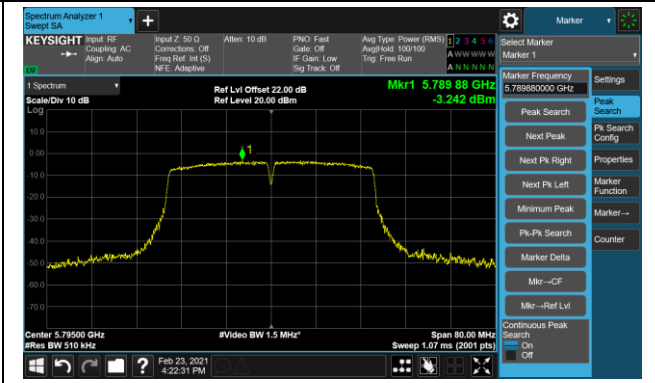 Spectrum Analyzer 1
Swept SA
+
Marker
KEYSIGHT
Input: RF
Coupling: AC
Align: Auto
Input Z: 50 Ω
Corrections: Off
Freq Ref: Int (S)
NFE: Adaptive
Atten: 10 dB
PNO: Fast
Gate: Off
IF Gain: Low
Sig Track: Off
Avg Type: Power (RMS)
Avg|Hold: 100/100
Trig: Free Run
1 2 3 4 5 6
A W W W W W
A N N N N N
LXI
Select Marker
Marker 1
1 Spectrum
Scale/Div 10 dB
Ref Lvl Offset 22.00 dB
Ref Level 20.00 dBm
Mkr1 5.789 88 GHz
-3.242 dBm
Log
10.0
0.00
-10.0
-20.0
-30.0
-40.0
-50.0
-60.0
-70.0
1
Center 5.79500 GHz
#Res BW 510 kHz
#Video BW 1.5 MHz*
Span 80.00 MHz
Sweep 1.07 ms (2001 pts)
Marker Frequency
5.789880000 GHz
Peak Search
Next Peak
Next Pk Right
Next Pk Left
Minimum Peak
Pk-Pk Search
Marker Delta
Mkr→CF
Mkr→Ref Lvl
Continuous Peak
Search
On
Off
Settings
Peak
Search
Pk Search
Config
Properties
Marker
Function
Marker→
Counter
?
Feb 23, 2021
4:22:31 PM